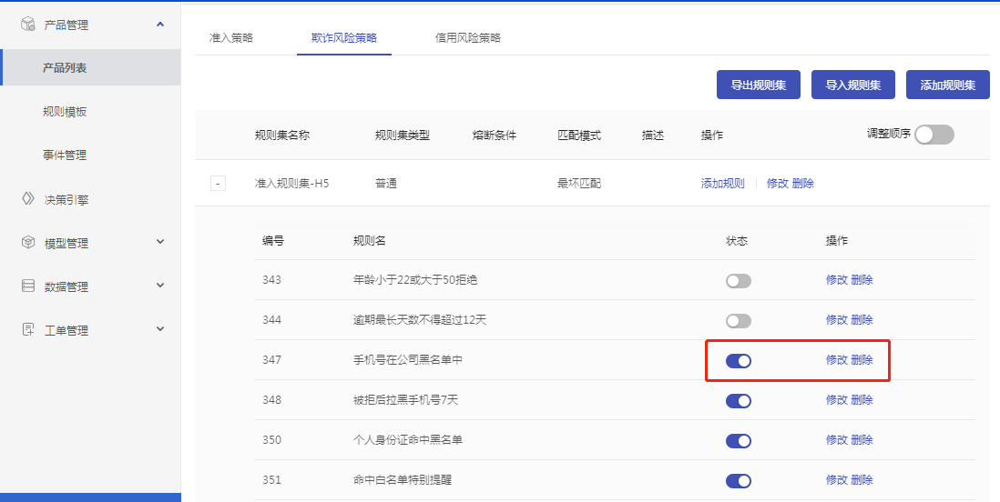 产品管理
产品列表
规则模板
事件管理
决策引擎
模型管理
数据管理
工单管理
准入策略 欺诈风险策略 信用风险策略
导出规则集 导入规则集 添加规则集
规则集名称 规则集类型 熔断条件 匹配模式 描述 操作 调整顺序
- 准入规则集-H5 普通 最坏匹配 添加规则 修改 删除
编号 规则名 状态 操作
343 年龄小于22或大于50拒绝 修改 删除
344 逾期最长天数不得超过12天 修改 删除
347 手机号在公司黑名单中 修改 删除
348 被拒后拉黑手机号7天 修改 删除
350 个人身份证命中黑名单 修改 删除
351 命中白名单特别提醒 修改 删除